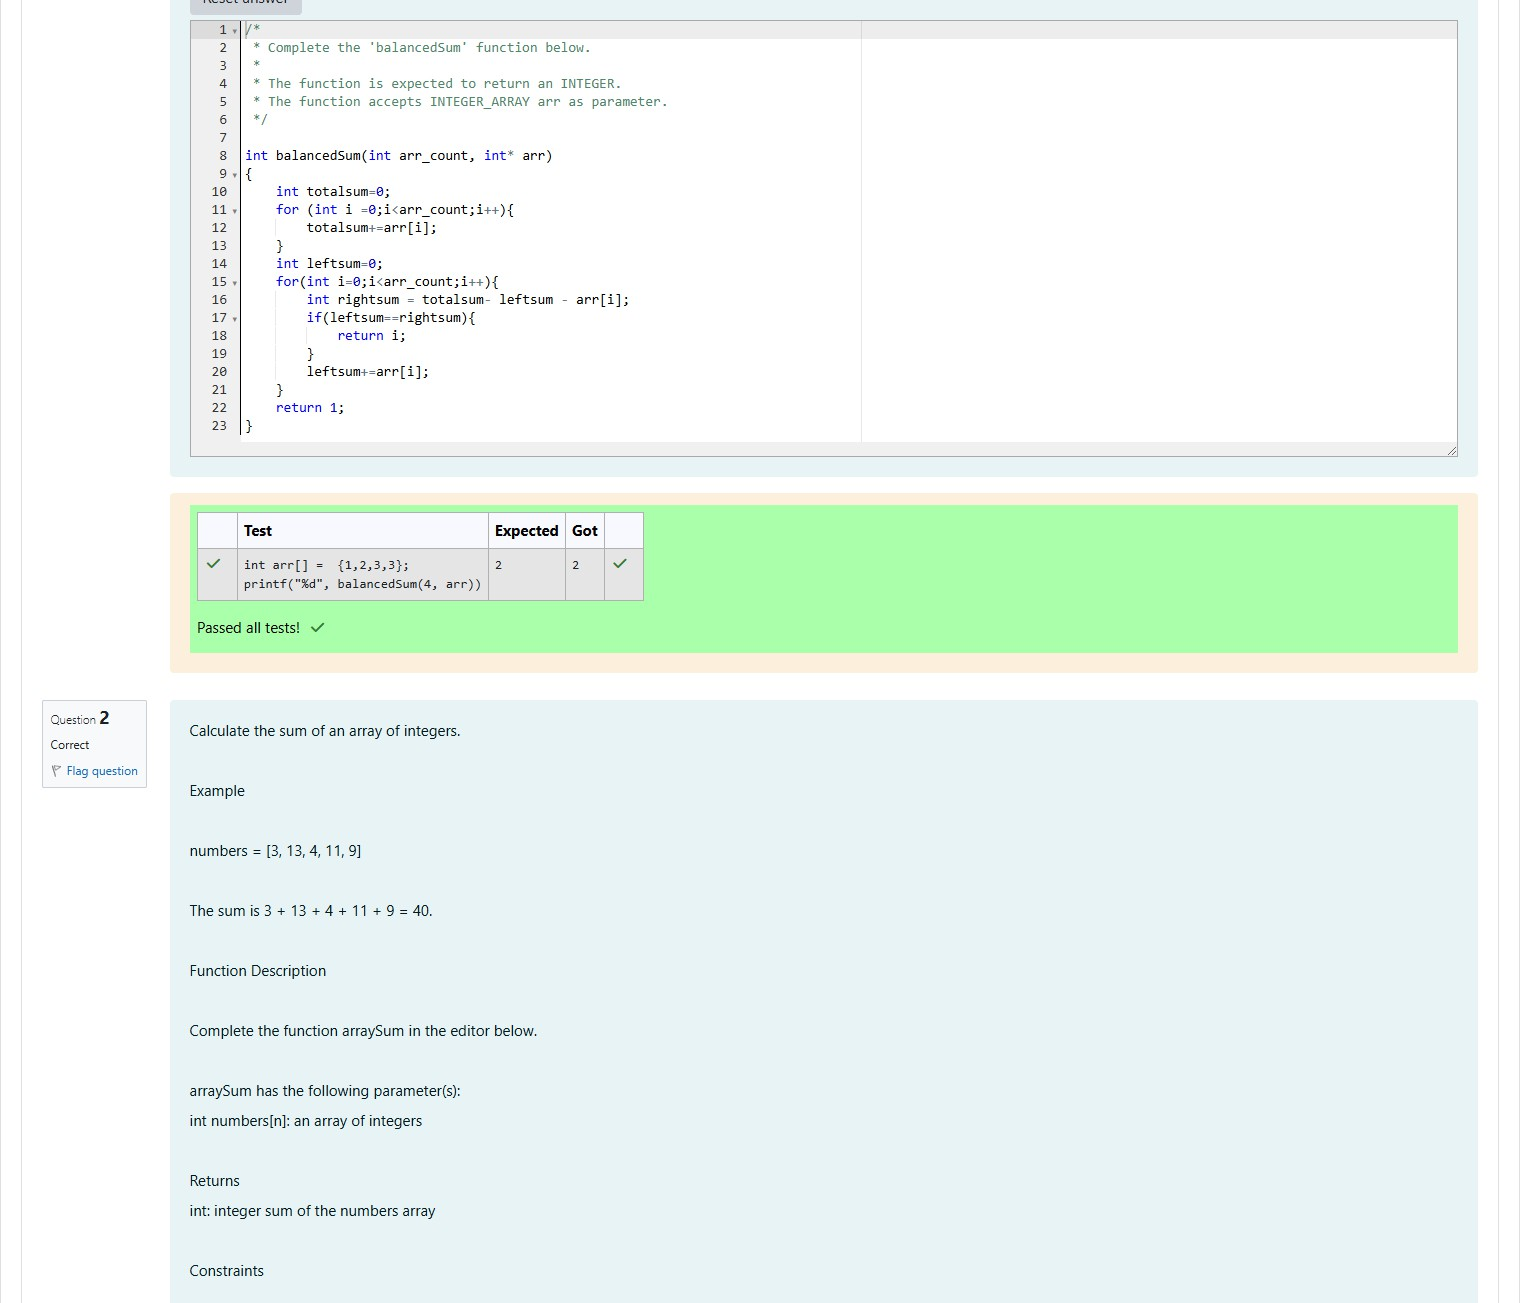 Reset answer
1 /*
2  * Complete the 'balancedSum' function below.
3  *
4  * The function is expected to return an INTEGER.
5  * The function accepts INTEGER_ARRAY arr as parameter.
6  */
7
8 int balancedSum(int arr_count, int* arr)
9 {
10     int totalsum=0;
11     for (int i =0;i<arr_count;i++){
12         totalsum+=arr[i];
13     }
14     int leftsum=0;
15     for(int i=0;i<arr_count;i++){
16         int rightsum = totalsum- leftsum - arr[i];
17         if(leftsum==rightsum){
18             return i;
19         }
20         leftsum+=arr[i];
21     }
22     return 1;
23 }
Test Expected Got
int arr[] =  {1,2,3,3}; 2 2
printf("%d", balancedSum(4, arr))
Passed all tests!
Question 2
Correct
Flag question
Calculate the sum of an array of integers.
Example
numbers = [3, 13, 4, 11, 9]
The sum is 3 + 13 + 4 + 11 + 9 = 40.
Function Description
Complete the function arraySum in the editor below.
arraySum has the following parameter(s):
int numbers[n]: an array of integers
Returns
int: integer sum of the numbers array
Constraints